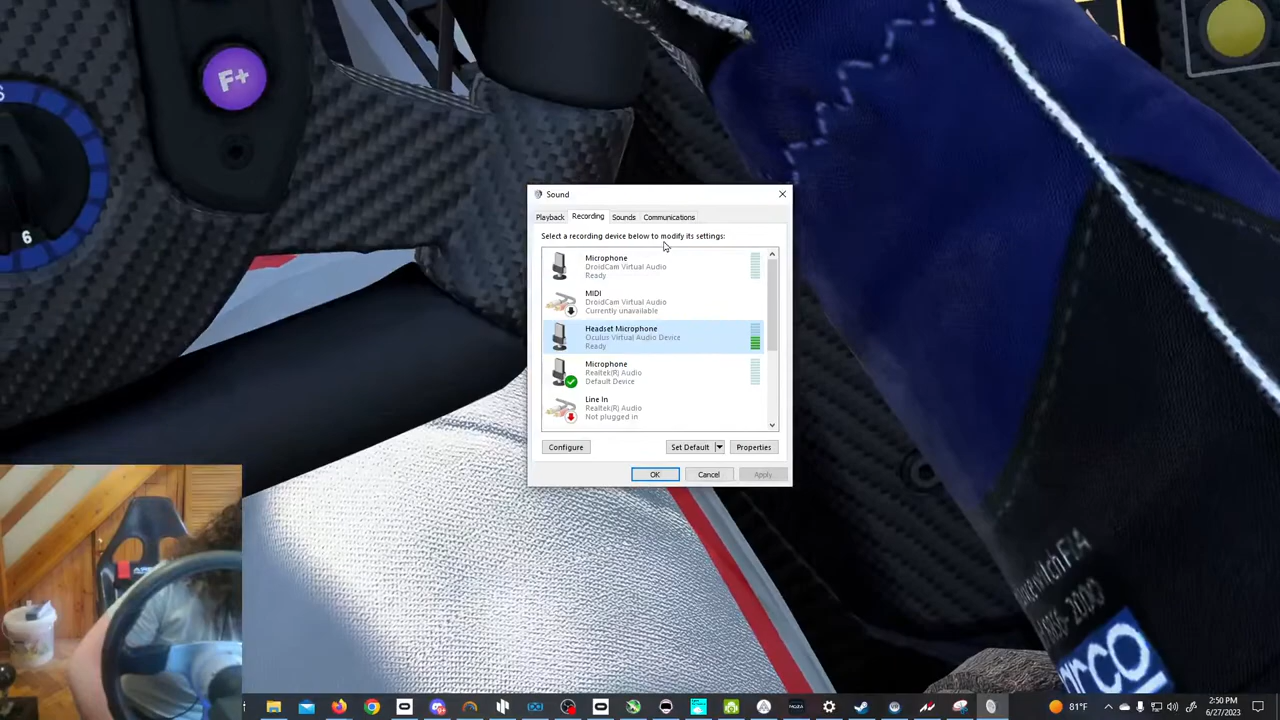 F+
6
Sound
Playback
Recording
Sounds
Communications
Select a recording device below to modify its settings:
Microphone
DroidCam Virtual Audio
Ready
MIDI
DroidCam Virtual Audio
Currently unavailable
Headset Microphone
Oculus Virtual Audio Device
Ready
Microphone
Realtek(R) Audio
Default Device
Line In
Realtek(R) Audio
Not plugged in
Configure
Set Default
Properties
OK
Cancel
Apply
81°F
2:50 PM
6/27/2023